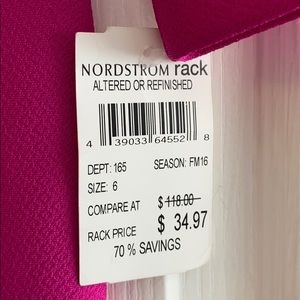 NORDSTROM rack
ALTERED OR REFINISHED
4 39033 64552 8
DEPT: 165 SEASON: FM16
SIZE: 6
COMPARE AT $ 118.00
RACK PRICE $ 34.97
70 % SAVINGS